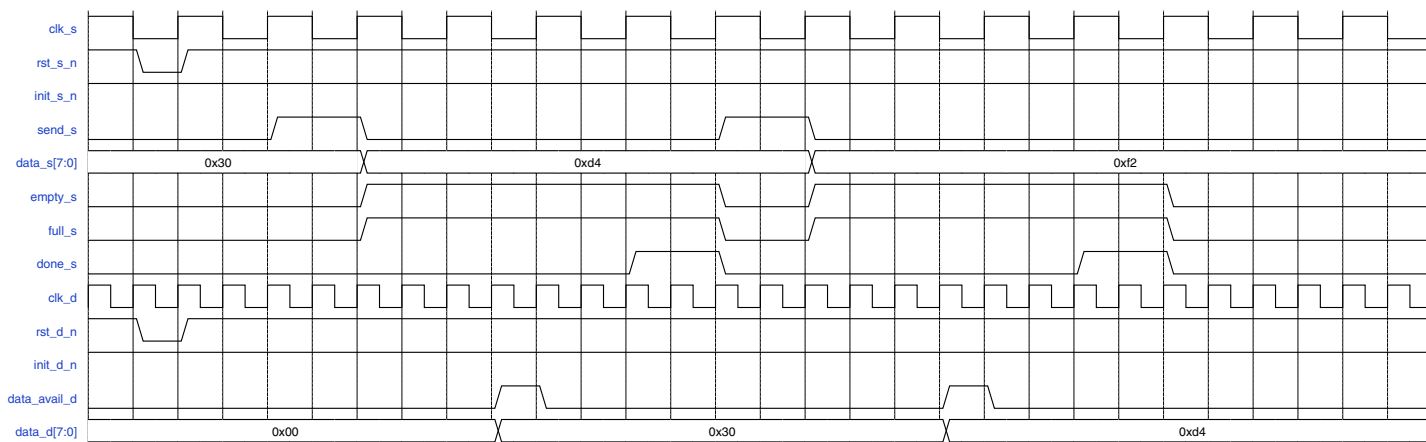 clk_s
rst_s_n
init_s_n
send_s
data_s[7:0] 0x30 0xd4 0xf2
empty_s
full_s
done_s
clk_d
rst_d_n
init_d_n
data_avail_d
data_d[7:0] 0x00 0x30 0xd4